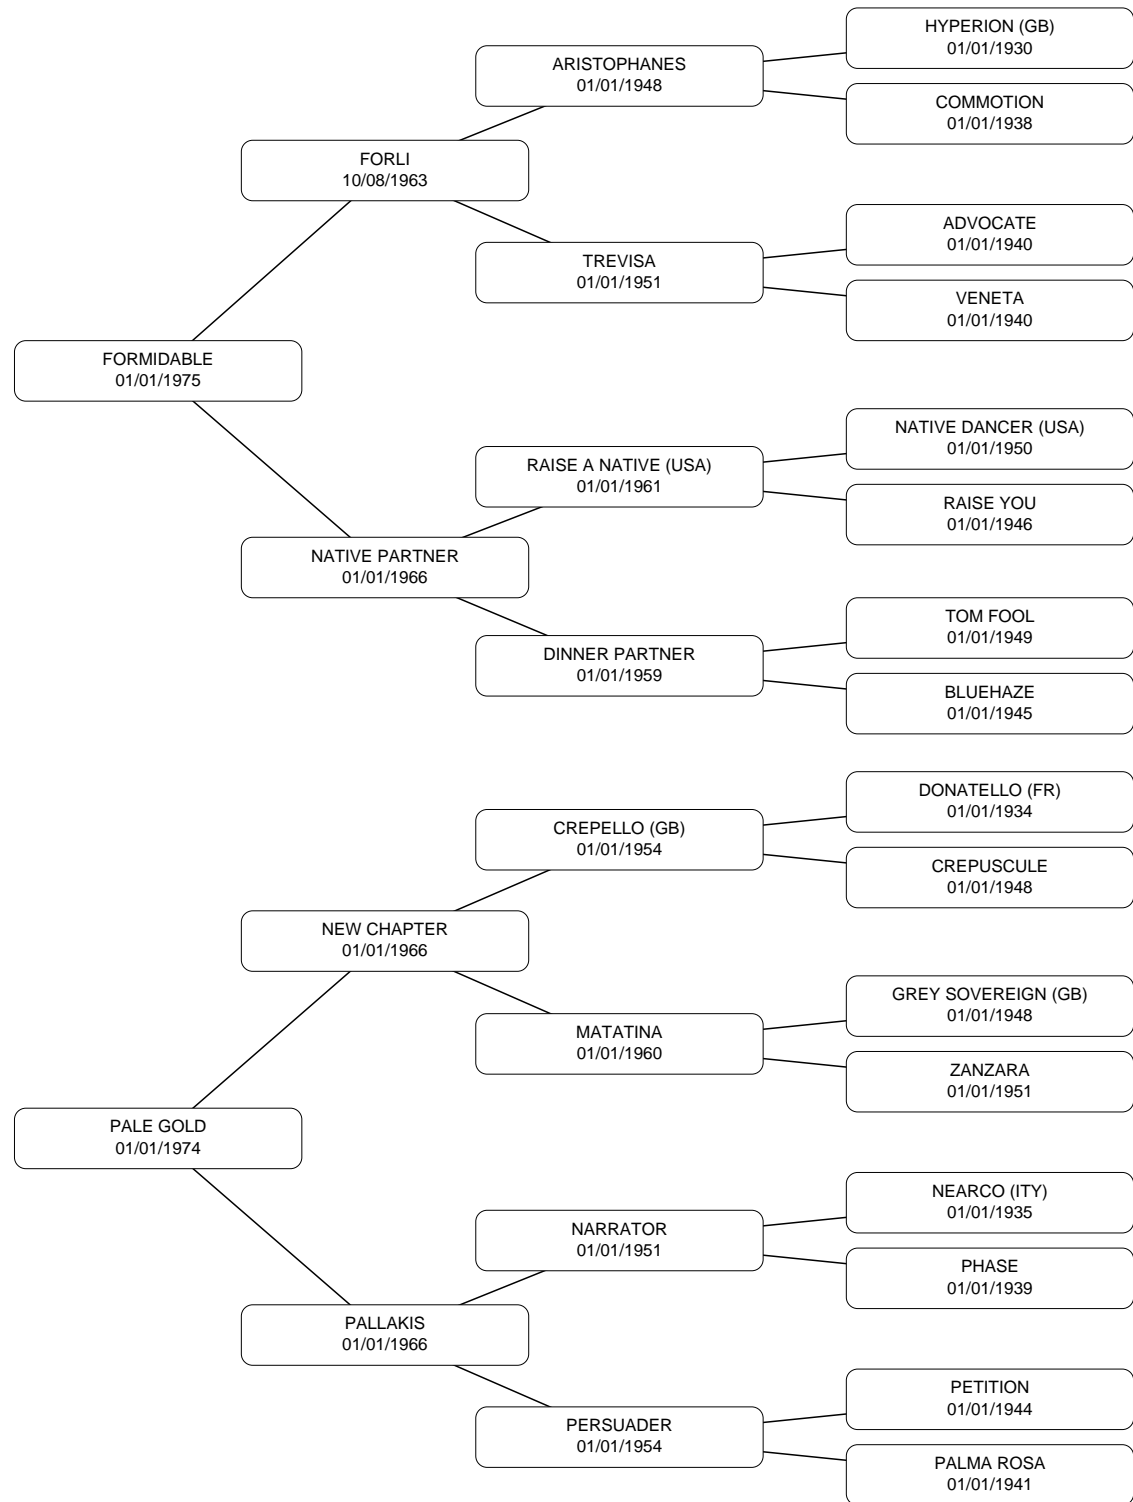 HYPERION (GB)
01/01/1930
ARISTOPHANES
01/01/1948
COMMOTION
01/01/1938
FORLI
10/08/1963
ADVOCATE
01/01/1940
TREVISA
01/01/1951
VENETA
01/01/1940
FORMIDABLE
01/01/1975
NATIVE DANCER (USA)
01/01/1950
RAISE A NATIVE (USA)
01/01/1961
RAISE YOU
01/01/1946
NATIVE PARTNER
01/01/1966
TOM FOOL
01/01/1949
DINNER PARTNER
01/01/1959
BLUEHAZE
01/01/1945
DONATELLO (FR)
01/01/1934
CREPELLO (GB)
01/01/1954
CREPUSCULE
01/01/1948
NEW CHAPTER
01/01/1966
GREY SOVEREIGN (GB)
01/01/1948
MATATINA
01/01/1960
ZANZARA
01/01/1951
PALE GOLD
01/01/1974
NEARCO (ITY)
01/01/1935
NARRATOR
01/01/1951
PHASE
01/01/1939
PALLAKIS
01/01/1966
PETITION
01/01/1944
PERSUADER
01/01/1954
PALMA ROSA
01/01/1941